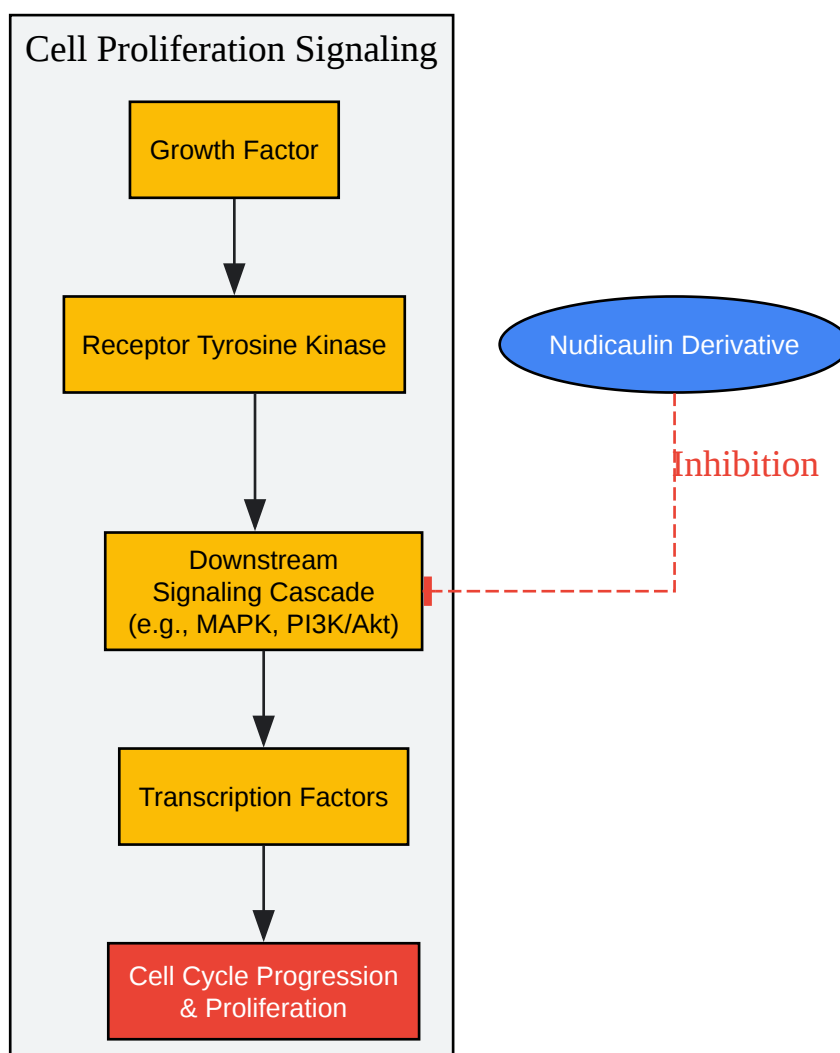 Cell Proliferation Signaling
Growth Factor
Receptor Tyrosine Kinase
Nudicaulin Derivative
Inhibition
Downstream
Signaling Cascade
(e.g., MAPK, PI3K/Akt)
Transcription Factors
Cell Cycle Progression
& Proliferation